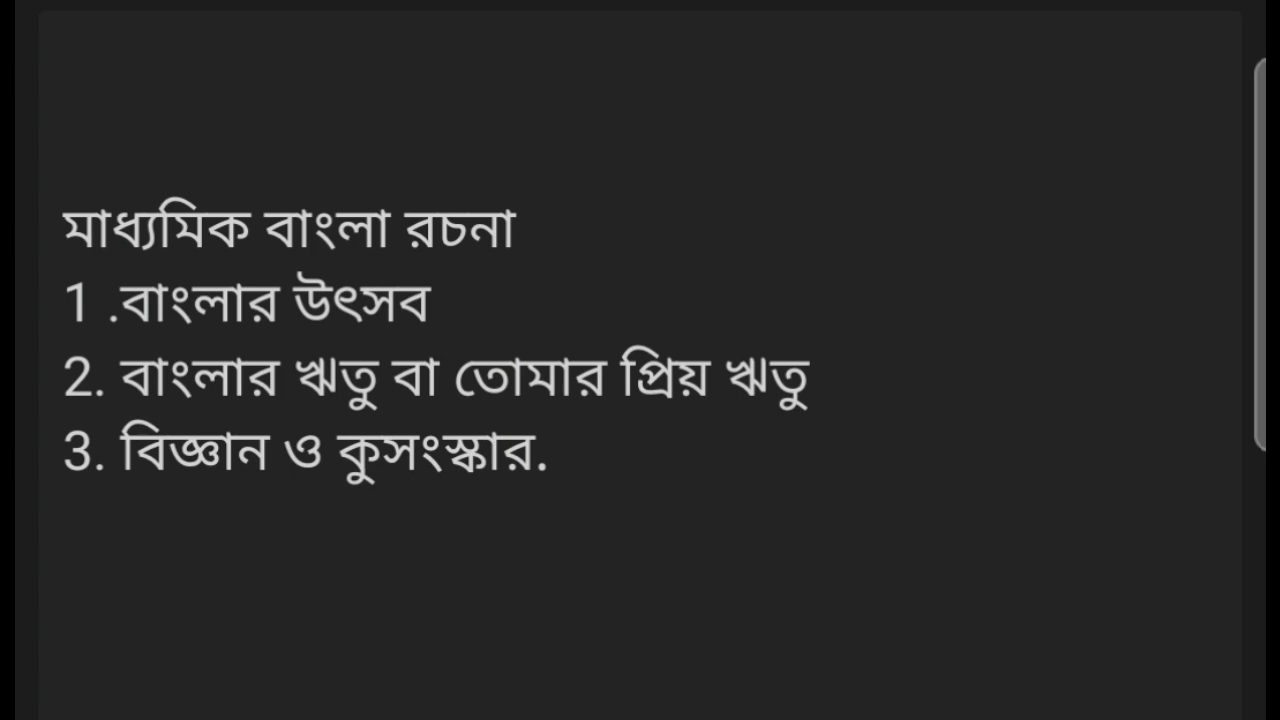 মাধ্যমিক বাংলা রচনা
1 .বাংলার উৎসব
2. বাংলার ঋতু বা তোমার প্রিয় ঋতু
3. বিজ্ঞান ও কুসংস্কার.